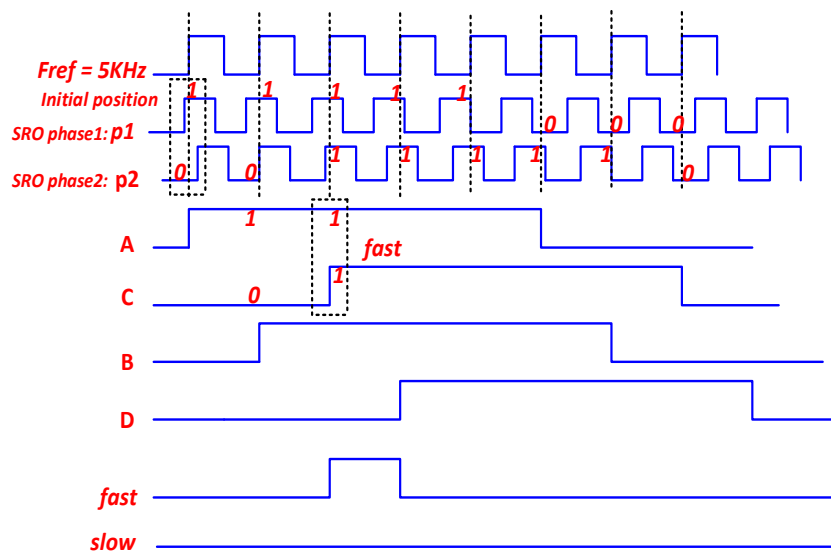 Fref = 5KHz
Initial position
1 1 1 1 1
SRO phase1: p1
0 0 0
SRO phase2: p2
0 0 1 1 1 1 1 0
1 1
A
fast
1
C
0
B
D
fast
slow